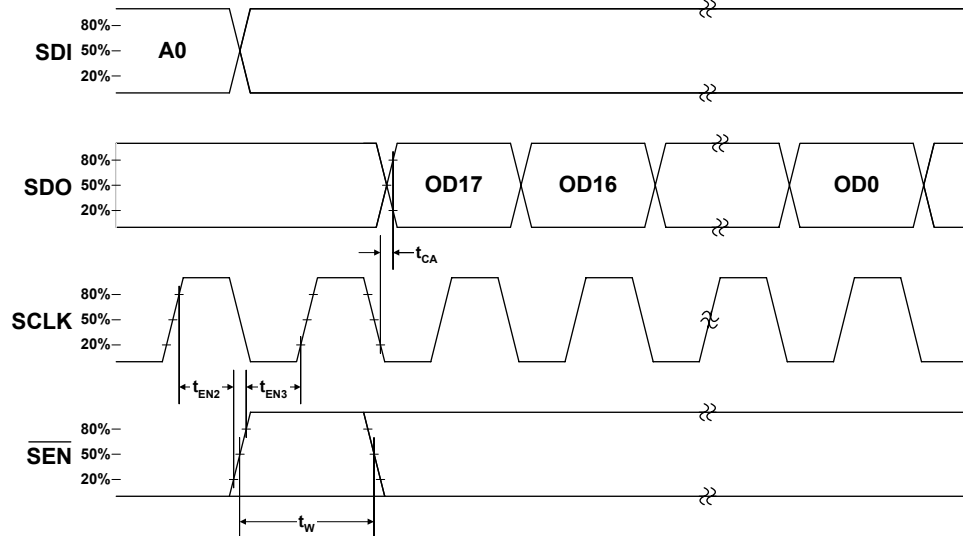 80%
SDI 50% A0
20%
80%
SDO 50% OD17 OD16 OD0
20%
tCA
80%
SCLK 50%
20%
tEN2 tEN3
80%
SEN 50%
20%
tW